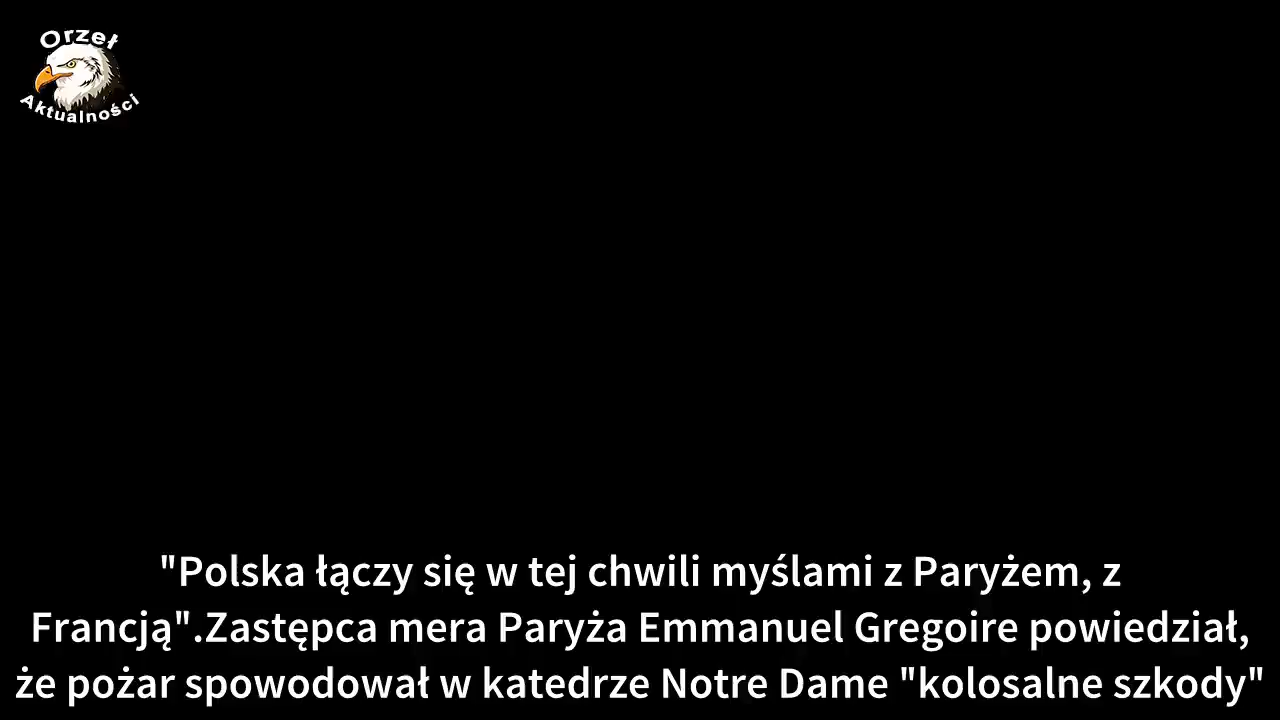 Orzeł
Aktualności
"Polska łączy się w tej chwili myślami z Paryżem, z
Francją".Zastępca mera Paryża Emmanuel Gregoire powiedział,
że pożar spowodował w katedrze Notre Dame "kolosalne szkody"